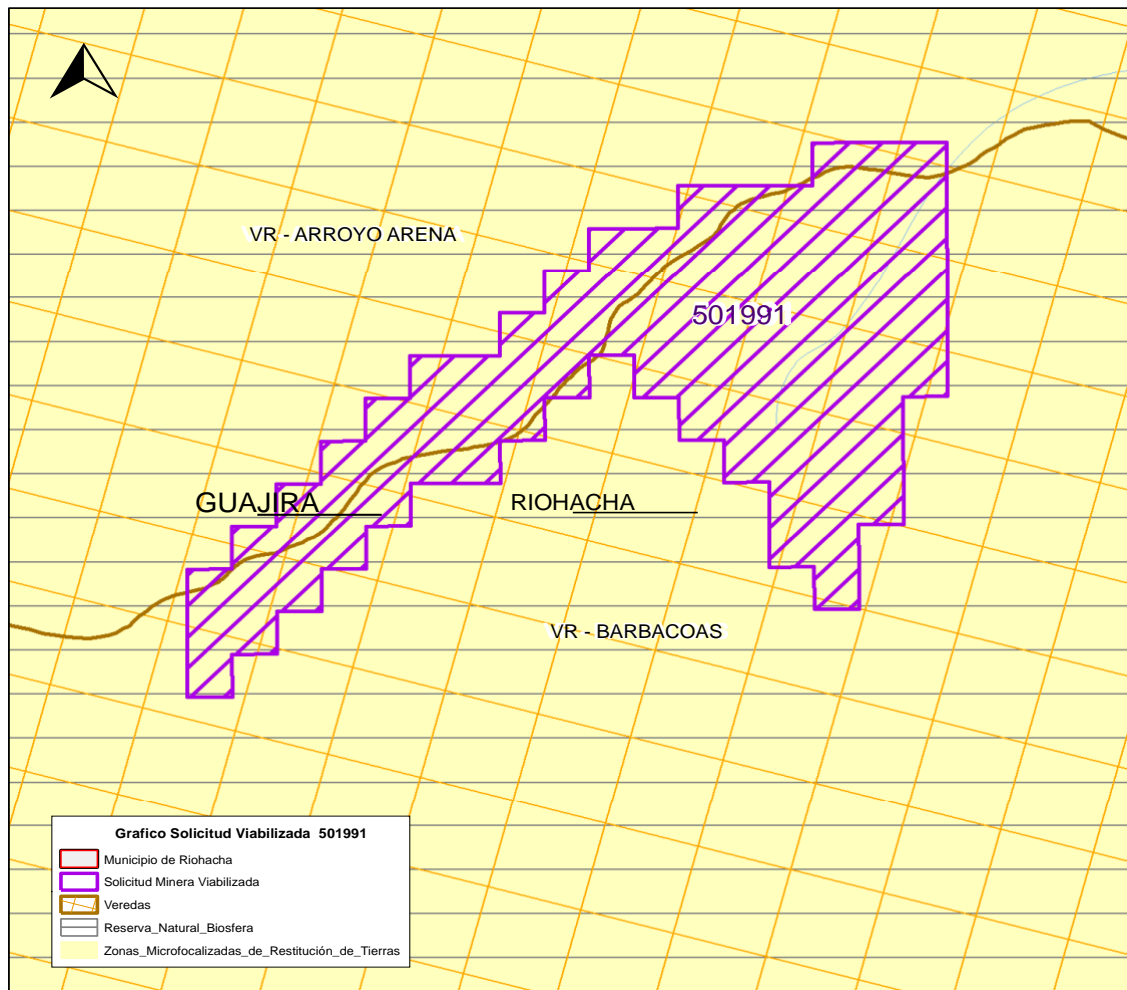 VR - ARROYO ARENA
501991
GUAJIRA
RIOHACHA
VR - BARBACOAS
Grafico Solicitud Viabilizada 501991
Municipio de Riohacha
Solicitud Minera Viabilizada
Veredas
Reserva_Natural_Biosfera
Zonas_Microfocalizadas_de_Restitución_de_Tierras